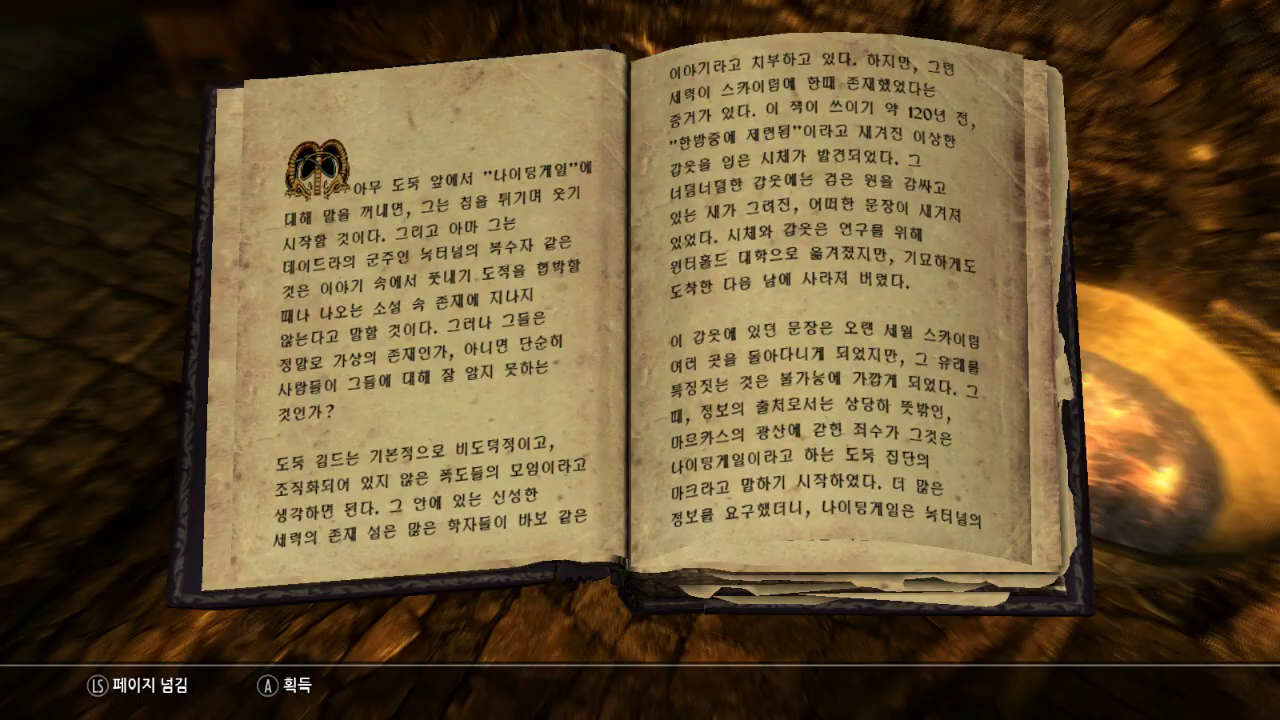 아무 도둑 앞에서 "나이팅게일"에
대해 말을 꺼내면, 그는 침을 튀기며 웃기
시작할 것이다. 그리고 아마 그는
데이드라의 군주인 녹터널의 복수자 같은
것은 이야기 속에서 풋내기 도적을 협박할
때나 나오는 소설 속 존재에 지나지
않는다고 말할 것이다. 그러나 그들은
정말로 가상의 존재인가, 아니면 단순히
사람들이 그들에 대해 잘 알지 못하는
것인가?
도둑 길드는 기본적으로 비도덕적이고,
조직화되어 있지 않은 폭도들의 모임이라고
생각하면 된다. 그 안에 있는 신성한
세력의 존재 설은 많은 학자들이 바보 같은
이야기라고 치부하고 있다. 하지만, 그런
세력이 스카이림에 한때 존재했었다는
증거가 있다. 이 책이 쓰이기 약 120년 전,
"한밤중에 제련됨"이라고 새겨진 이상한
갑옷을 입은 시체가 발견되었다. 그
너덜너덜한 갑옷에는 검은 원을 감싸고
있는 새가 그려진, 어떠한 문장이 새겨져
있었다. 시체와 갑옷은 연구를 위해
윈터홀드 대학으로 옮겨졌지만, 기묘하게도
도착한 다음 날에 사라져 버렸다.
이 갑옷에 있던 문장은 오랜 세월 스카이림
여러 곳을 돌아다니게 되었지만, 그 유래를
특징짓는 것은 불가능에 가깝게 되었다. 그
때, 정보의 출처로서는 상당히 뜻밖인,
마르카스의 광산에 갇힌 죄수가 그것은
나이팅게일이라고 하는 도둑 집단의
마크라고 말하기 시작하였다. 더 많은
정보를 요구했더니, 나이팅게일은 녹터널의
LS 페이지 넘김
A 획득